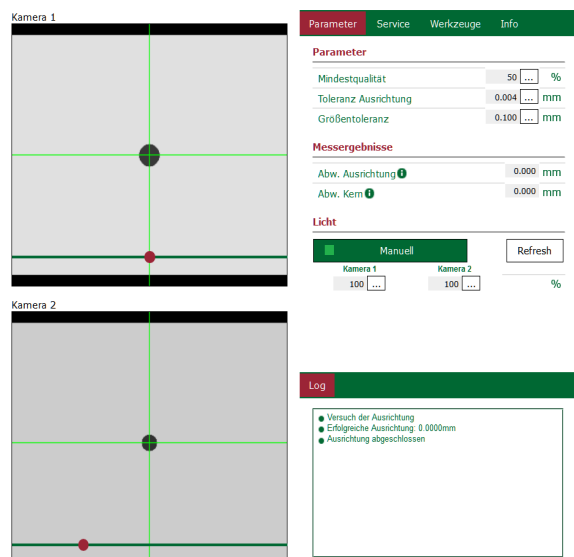 Kamera 1
Parameter Service Werkzeuge Info
Parameter
Mindestqualität 50 ... %
Toleranz Ausrichtung 0.004 ... mm
Größentoleranz 0.100 ... mm
Messergebnisse
Abw. Ausrichtung i 0.000 mm
Abw. Kern i 0.000 mm
Licht
Manuell Refresh
Kamera 1 Kamera 2
100 ... 100 ... %
Kamera 2
Log
Versuch der Ausrichtung
Erfolgreiche Ausrichtung: 0.0000mm
Ausrichtung abgeschlossen